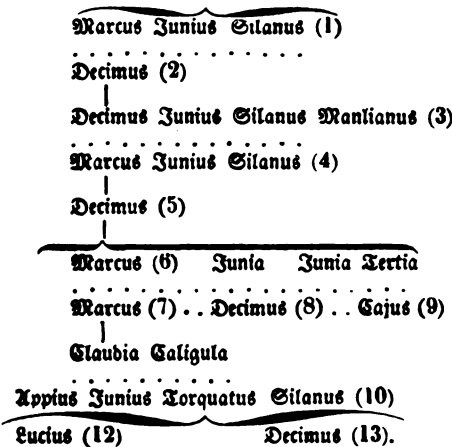 Marcus Junius Silanus (1)
. . . . . . . . . . . . . .
Decimus (2)
Decimus Junius Silanus Manlianus (3)
. . . . . . . . . . . . . .
Marcus Junius Silanus (4)
Decimus (5)
Marcus (6) Junia Junia Tertia
. . . . . . . . . . . . . . . . . . . .
Marcus (7) . . Decimus (8) . . Cajus (9)
Claudia Caligula
. . . . . . . . . .
Appius Junius Torquatus Silanus (10)
Lucius (12) Decimus (13).